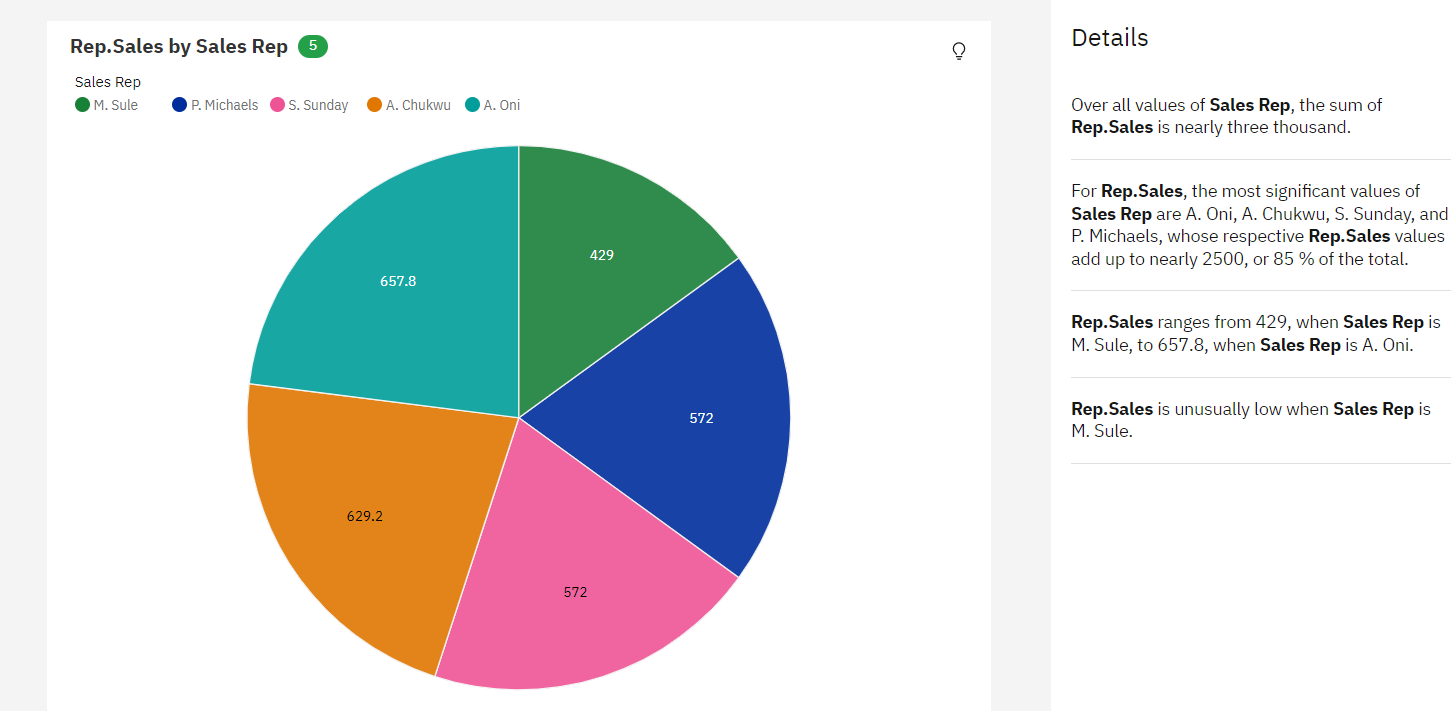 Rep.Sales by Sales Rep 5
Sales Rep
M. Sule P. Michaels S. Sunday A. Chukwu A. Oni
429
657.8
572
629.2
572
Details
Over all values of Sales Rep, the sum of
Rep.Sales is nearly three thousand.
For Rep.Sales, the most significant values of
Sales Rep are A. Oni, A. Chukwu, S. Sunday, and
P. Michaels, whose respective Rep.Sales values
add up to nearly 2500, or 85 % of the total.
Rep.Sales ranges from 429, when Sales Rep is
M. Sule, to 657.8, when Sales Rep is A. Oni.
Rep.Sales is unusually low when Sales Rep is
M. Sule.